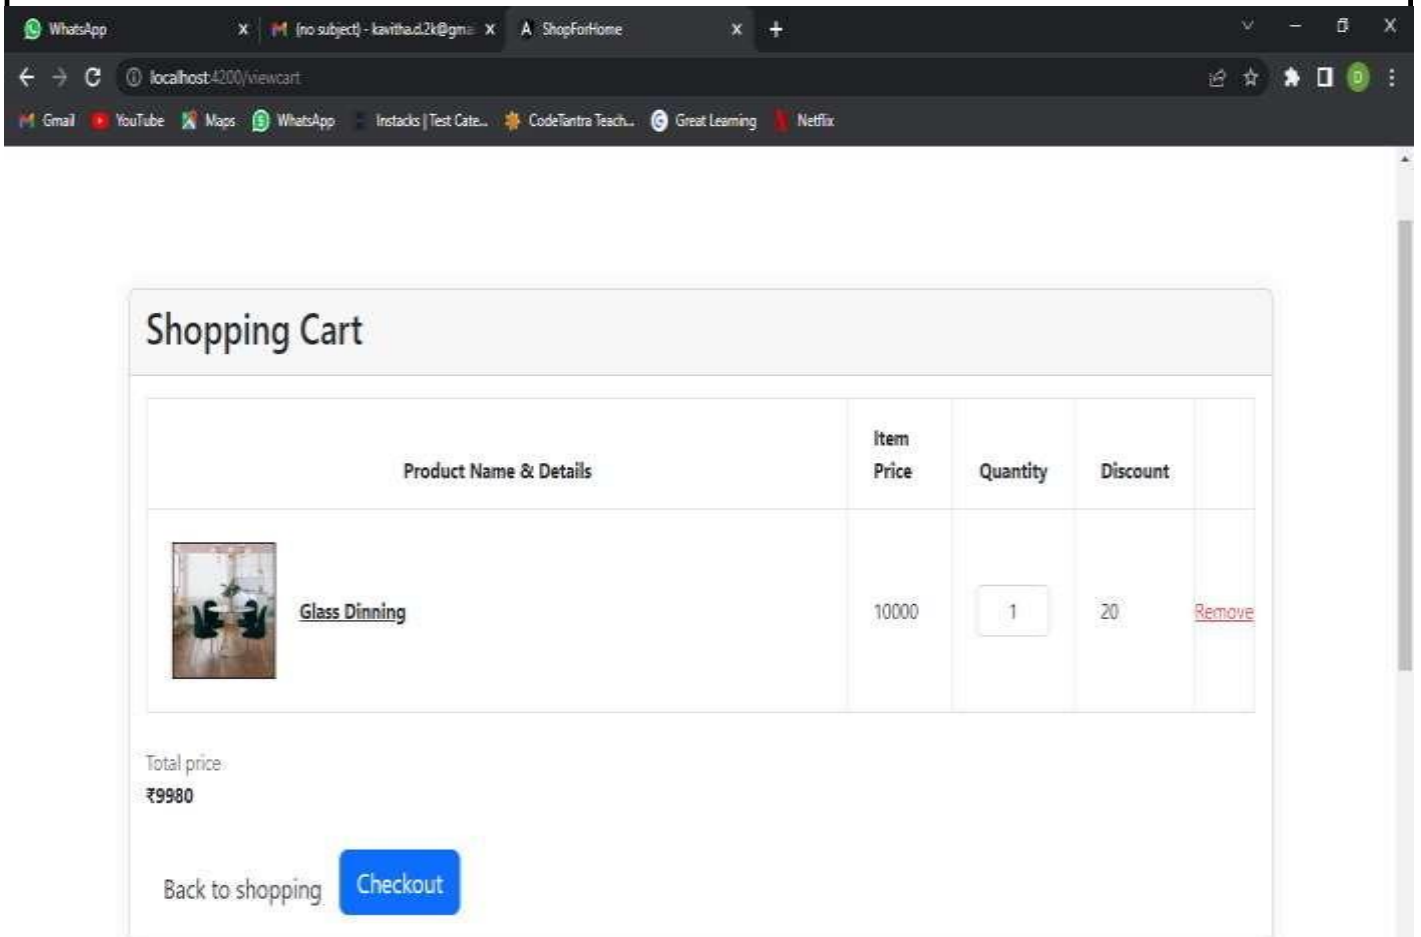 WhatsApp
(no subject) - kavitha.d.2k@gma
ShopForHome
localhost:4200/viewcart
Gmail YouTube Maps WhatsApp Instacks | Test Cate... CodeTantra Teach... Great Learning Netflix
Shopping Cart
Product Name & Details
Item
Price
Quantity
Discount
Glass Dinning
10000
1
20
Remove
Total price
₹9980
Back to shopping
Checkout